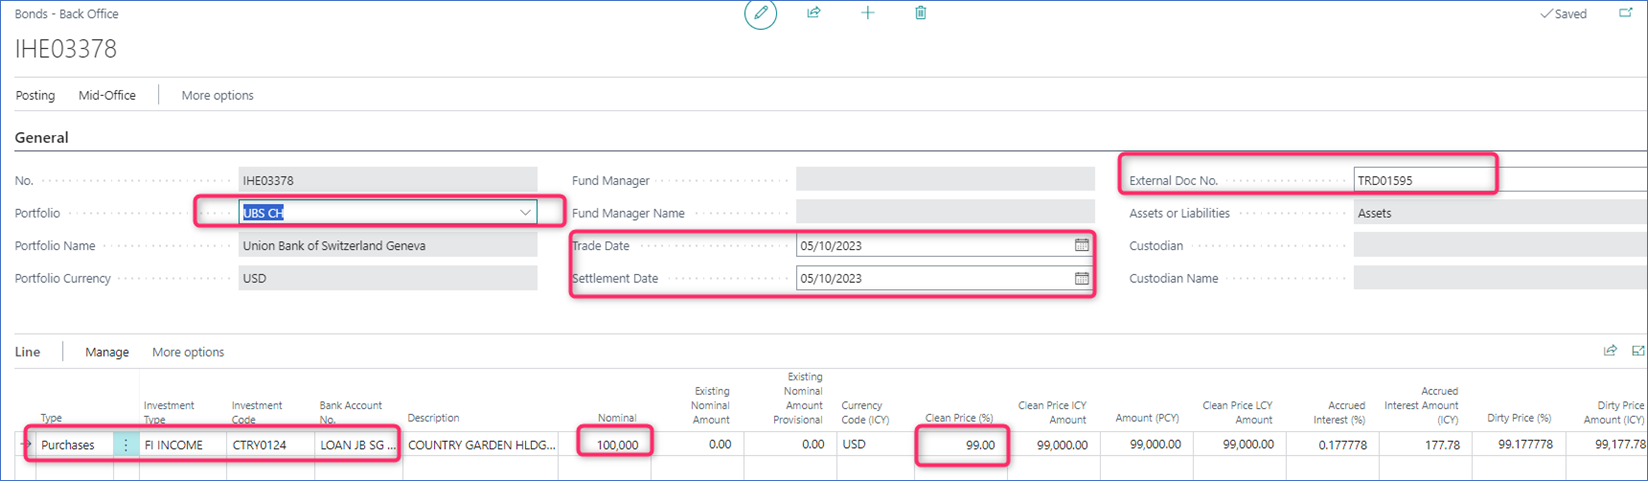 Bonds - Back Office
Saved
IHE03378
Posting Mid-Office More options
General
No. IHE03378 Fund Manager External Doc No. TRD01595
Portfolio UBS CH Fund Manager Name Assets or Liabilities Assets
Portfolio Name Union Bank of Switzerland Geneva Trade Date 05/10/2023 Custodian
Portfolio Currency USD Settlement Date 05/10/2023 Custodian Name
Line Manage More options
Type Investment Type Investment Code Bank Account No. Description Nominal Existing Nominal Amount Existing Nominal Amount Provisional Currency Code (ICY) Clean Price (%) Clean Price ICY Amount Amount (PCY) Clean Price LCY Amount Accrued Interest (%) Accrued Interest Amount (ICY) Dirty Price (%) Dirty Price Amount (ICY)
Purchases FI INCOME CTRY0124 LOAN JB SG ... COUNTRY GARDEN HLDG... 100,000 0.00 0.00 USD 99.00 99,000.00 99,000.00 99,000.00 0.177778 177.78 99.177778 99,177.78